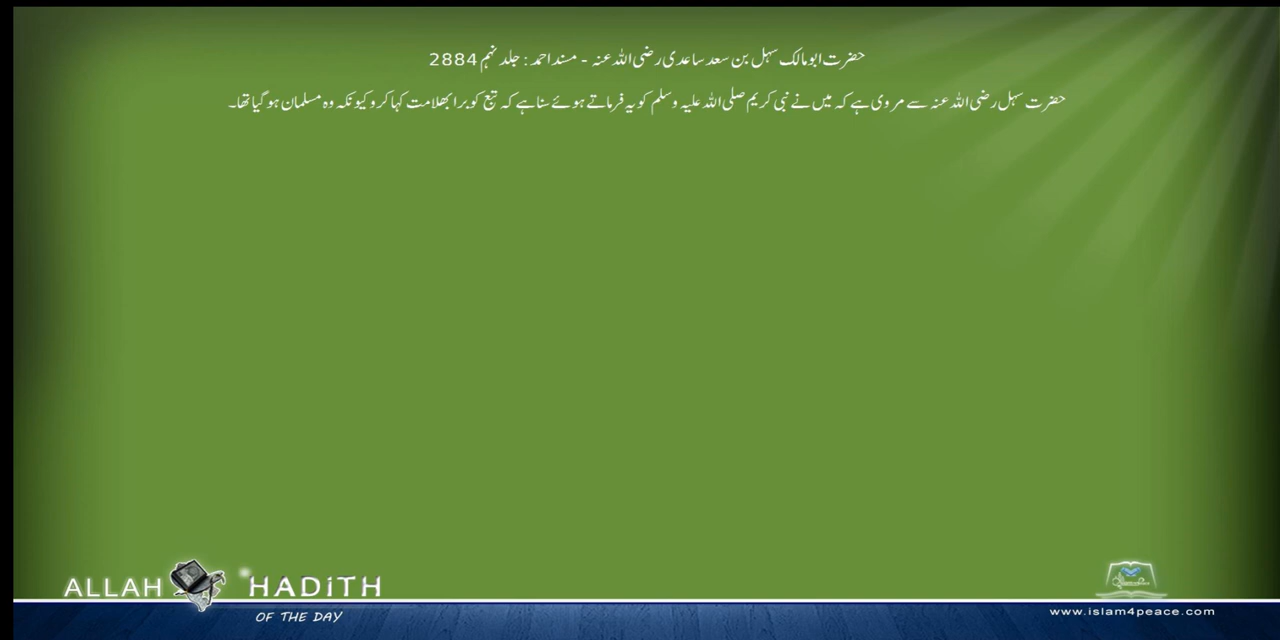 حضرت ابومالک سہل بن سعد ساعدی رضی اللہ عنہ - مسند احمد : جلد نہم 2884
حضرت سہل رضی اللہ عنہ سے مروی ہے کہ میں نے نبی کریم صلی اللہ علیہ وسلم کو یہ فرماتے ہوئے سنا ہے کہ تبع کو برا بھلا مت کہا کرو کیونکہ وہ مسلمان ہوگیا تھا۔
ALLAH HADITH
OF THE DAY
www.islam4peace.com